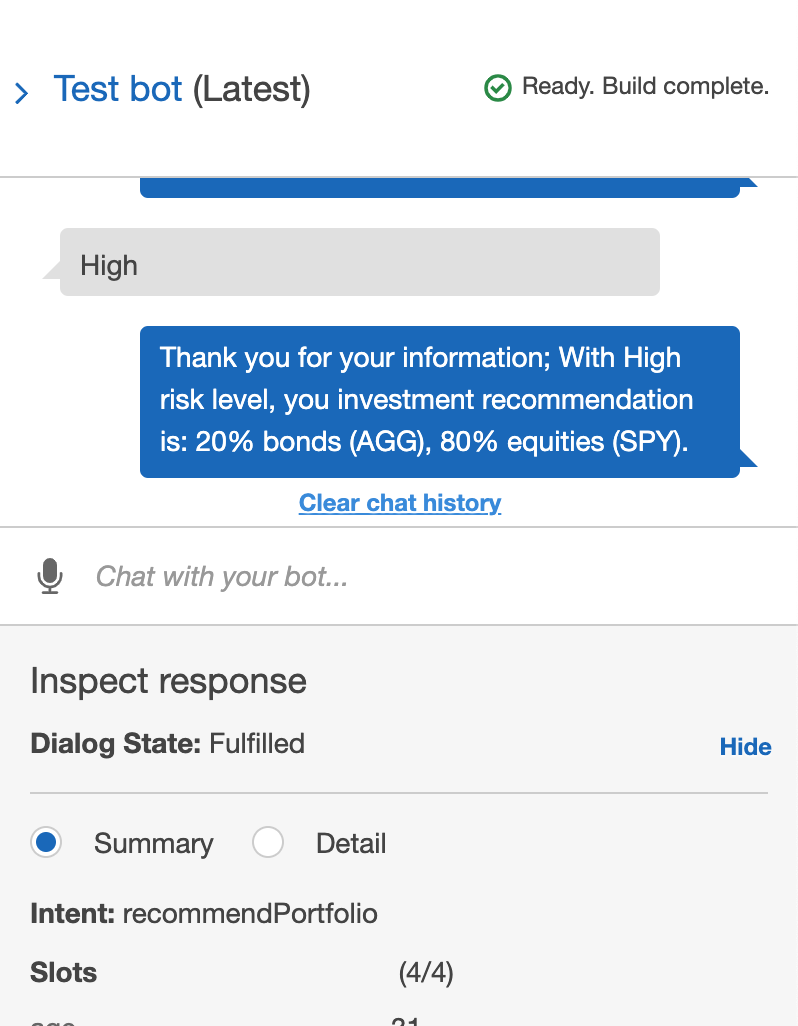 Test bot (Latest)
Ready. Build complete.
High
Thank you for your information; With High
risk level, you investment recommendation
is: 20% bonds (AGG), 80% equities (SPY).
Clear chat history
Chat with your bot...
Inspect response
Dialog State: Fulfilled
Hide
Summary
Detail
Intent: recommendPortfolio
Slots
(4/4)